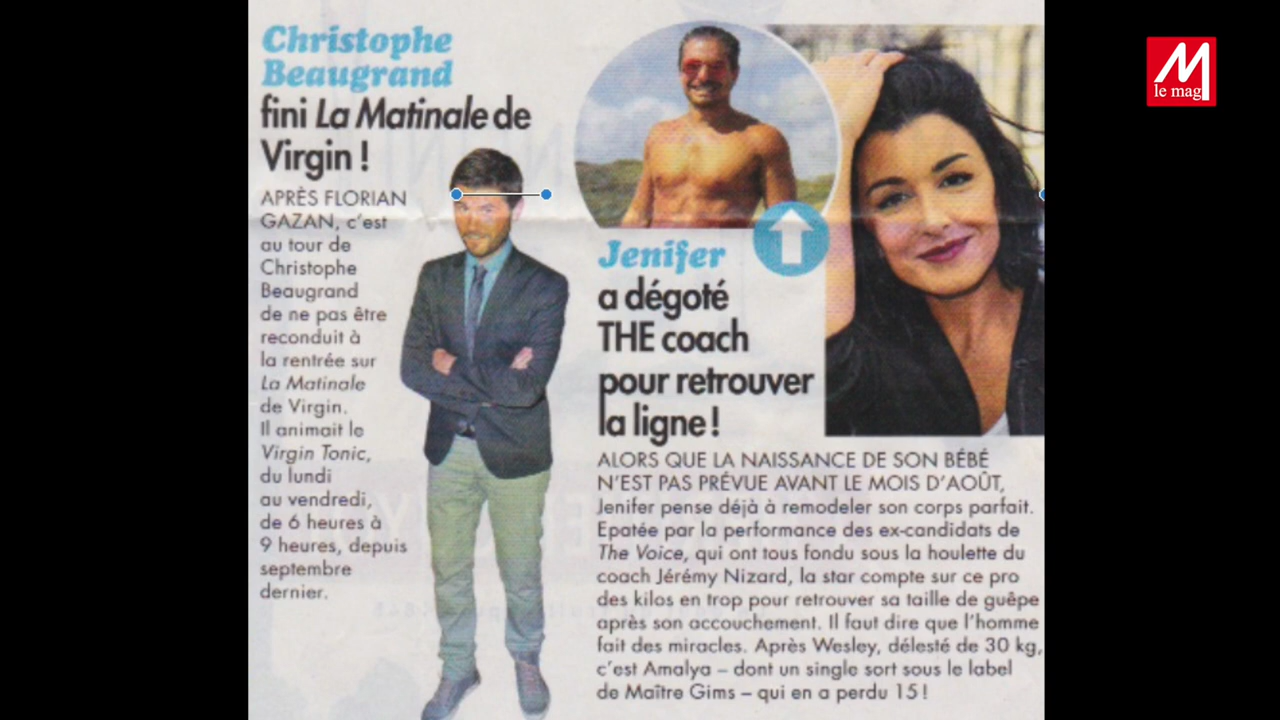 Christophe
Beaugrand
fini La Matinale de
Virgin !
APRÈS FLORIAN
GAZAN, c'est
au tour de
Christophe
Beaugrand
de ne pas être
reconduit à
la rentrée sur
La Matinale
de Virgin.
Il animait le
Virgin Tonic,
du lundi
au vendredi,
de 6 heures à
9 heures, depuis
septembre
dernier.
Jenifer
a dégoté
THE coach
pour retrouver
la ligne !
ALORS QUE LA NAISSANCE DE SON BÉBÉ
N'EST PAS PRÉVUE AVANT LE MOIS D'AOÛT,
Jenifer pense déjà à remodeler son corps parfait.
Epatée par la performance des ex-candidats de
The Voice, qui ont tous fondu sous la houlette du
coach Jérémy Nizard, la star compte sur ce pro
des kilos en trop pour retrouver sa taille de guêpe
après son accouchement. Il faut dire que l'homme
fait des miracles. Après Wesley, délesté de 30 kg,
c'est Amalya – dont un single sort sous le label
de Maître Gims – qui en a perdu 15 !
M
le mag